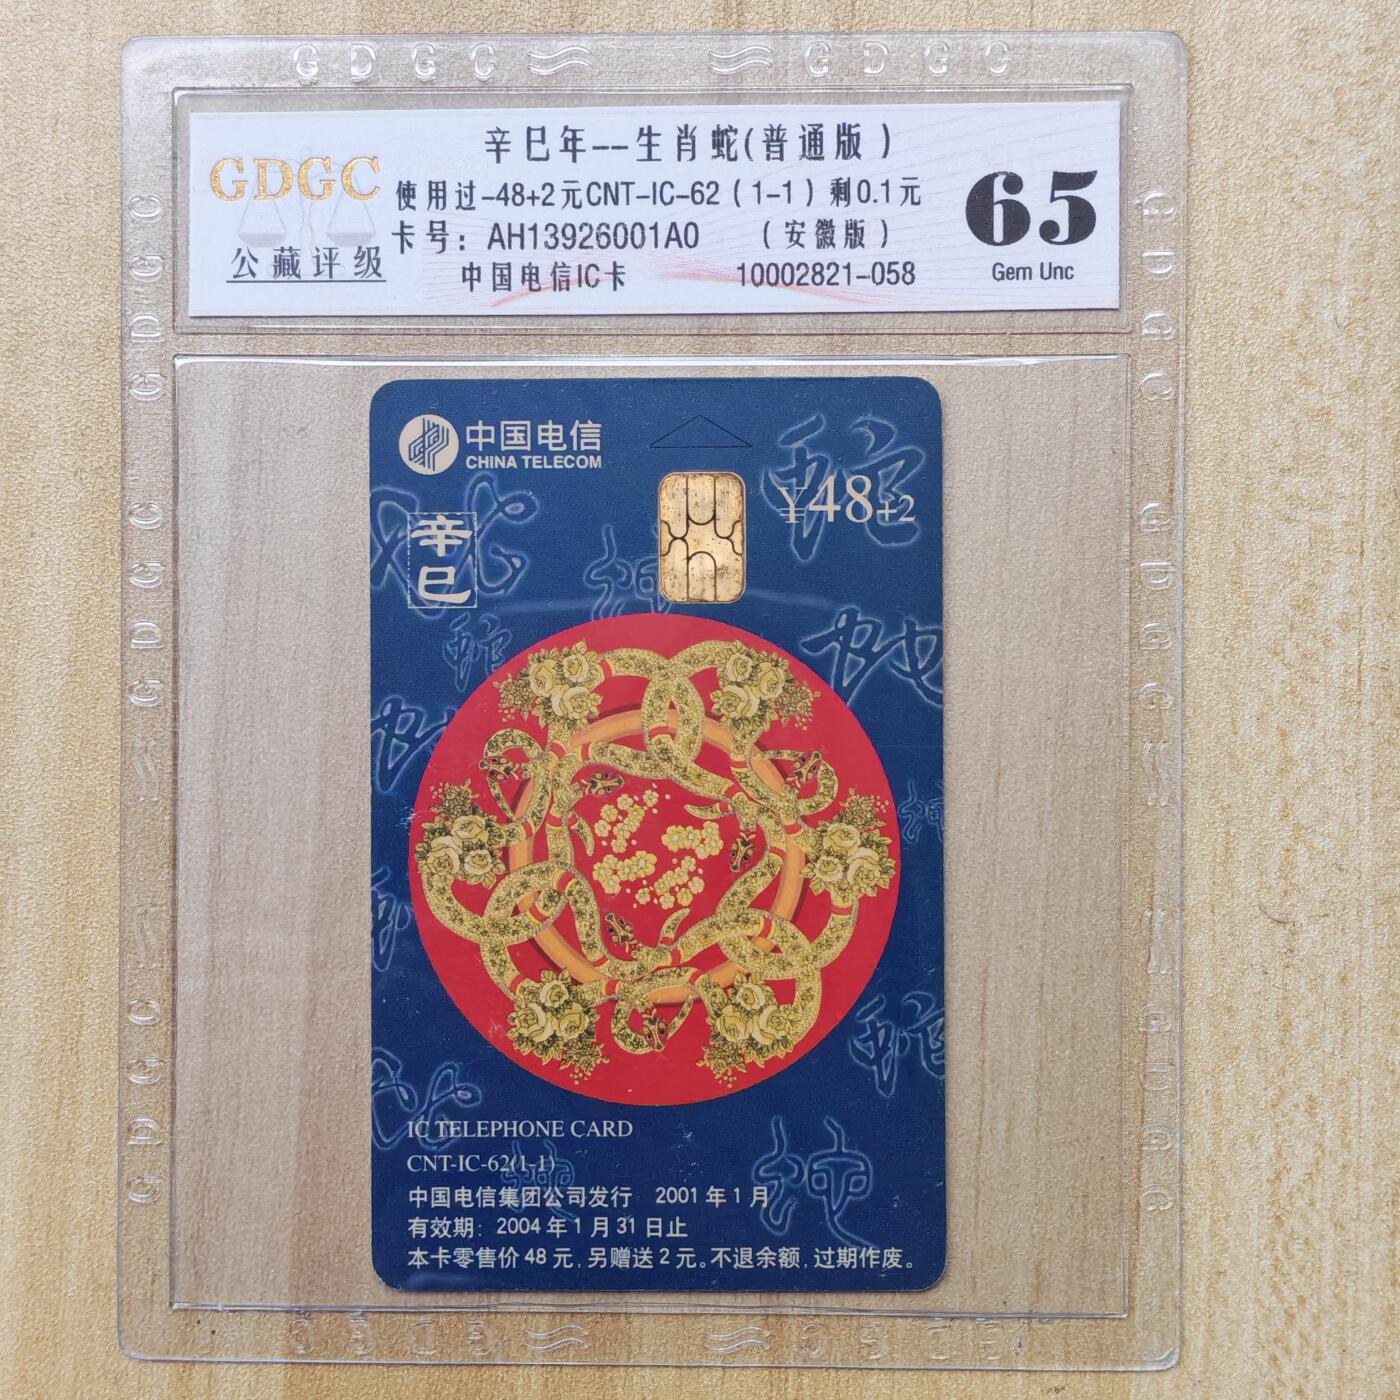 GDGC GDGC
辛巳年--生肖蛇(普通版)
GDGC
公藏评级
使用过-48+2元CNT-IC-62(1-1)剩0.1元
卡号:AH13926001A0 (安徽版)
中国电信IC卡 10002821-058
65
Gem Unc
中国电信
CHINA TELECOM
¥48+2
辛巳
蛇
IC TELEPHONE CARD
CNT-IC-62(1-1)
中国电信集团公司发行 2001年1月
有效期:2004年1月31日止
本卡零售价48元,另赠送2元。不退余额,过期作废。